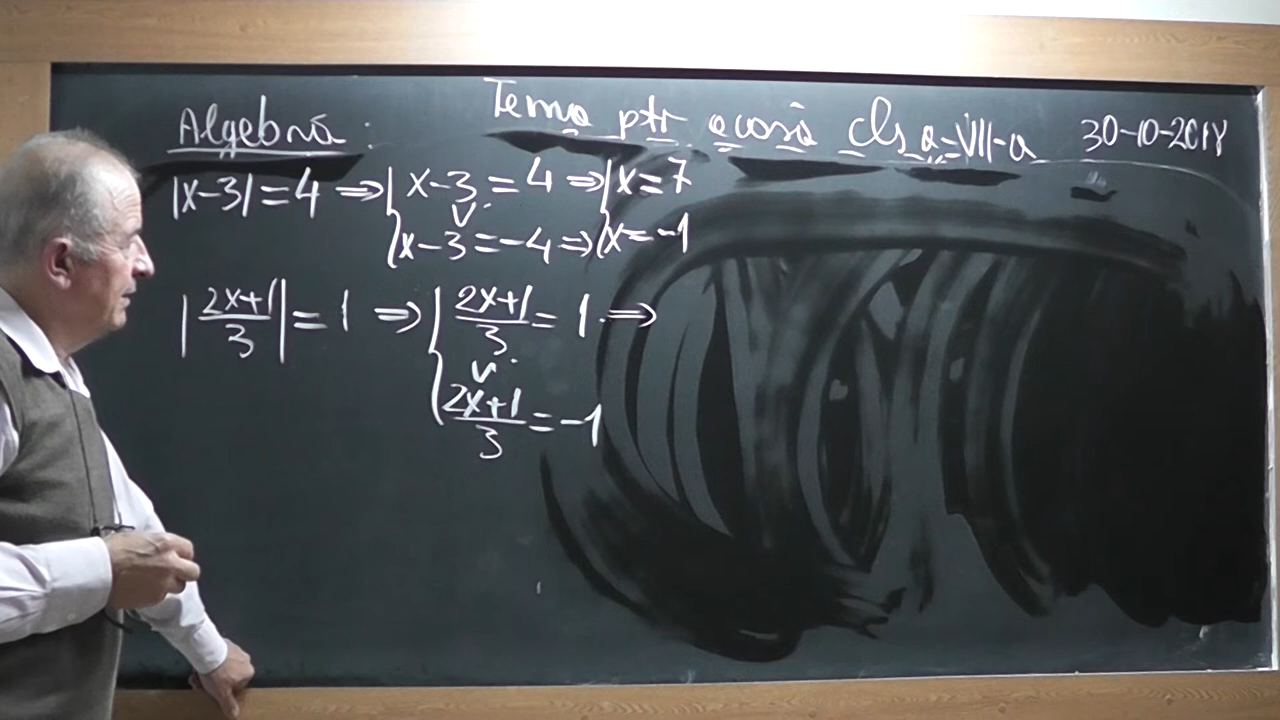 Temă ptr acasă cls a-VII-a 30-10-2018
Algebră:
|x-3|=4 ⇒ | x-3=4 ⇒ | x=7
∨
x-3=-4 ⇒ x=-1
|(2x+1)/3|=1 ⇒ (2x+1)/3=1 ⇒
∨
(2x+1)/3=-1